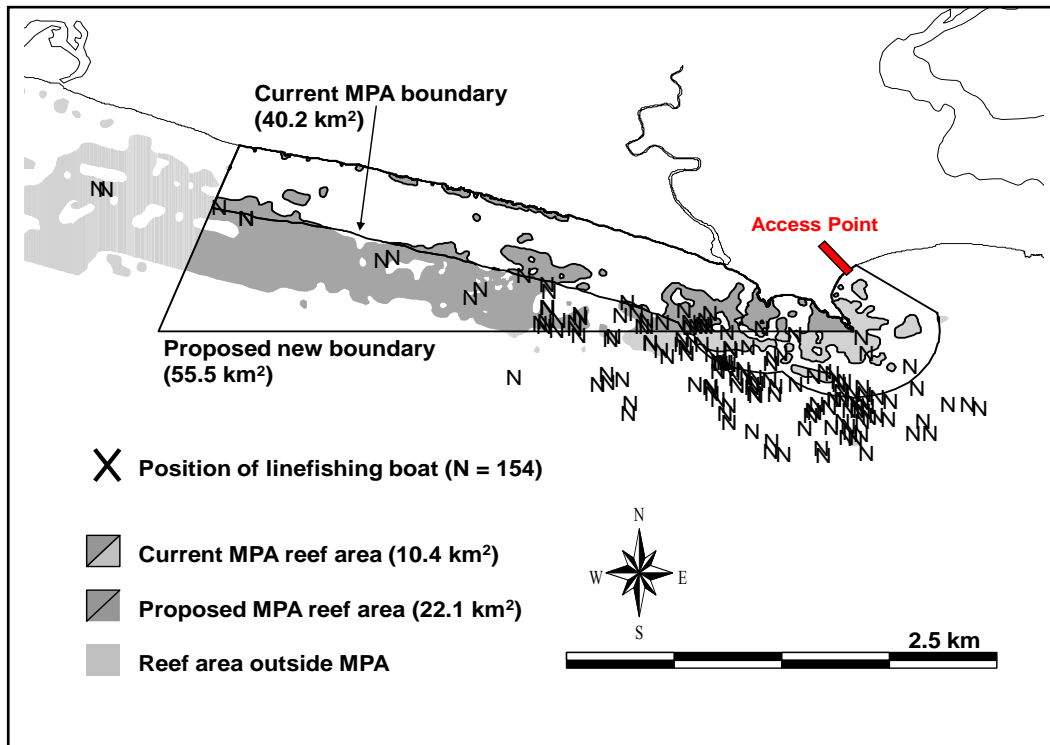 Current MPA boundary
(40.2 km²)
Access Point
Proposed new boundary
(55.5 km²)
X Position of linefishing boat (N = 154)
N
W E
S
Current MPA reef area (10.4 km²)
Proposed MPA reef area (22.1 km²)
Reef area outside MPA
2.5 km